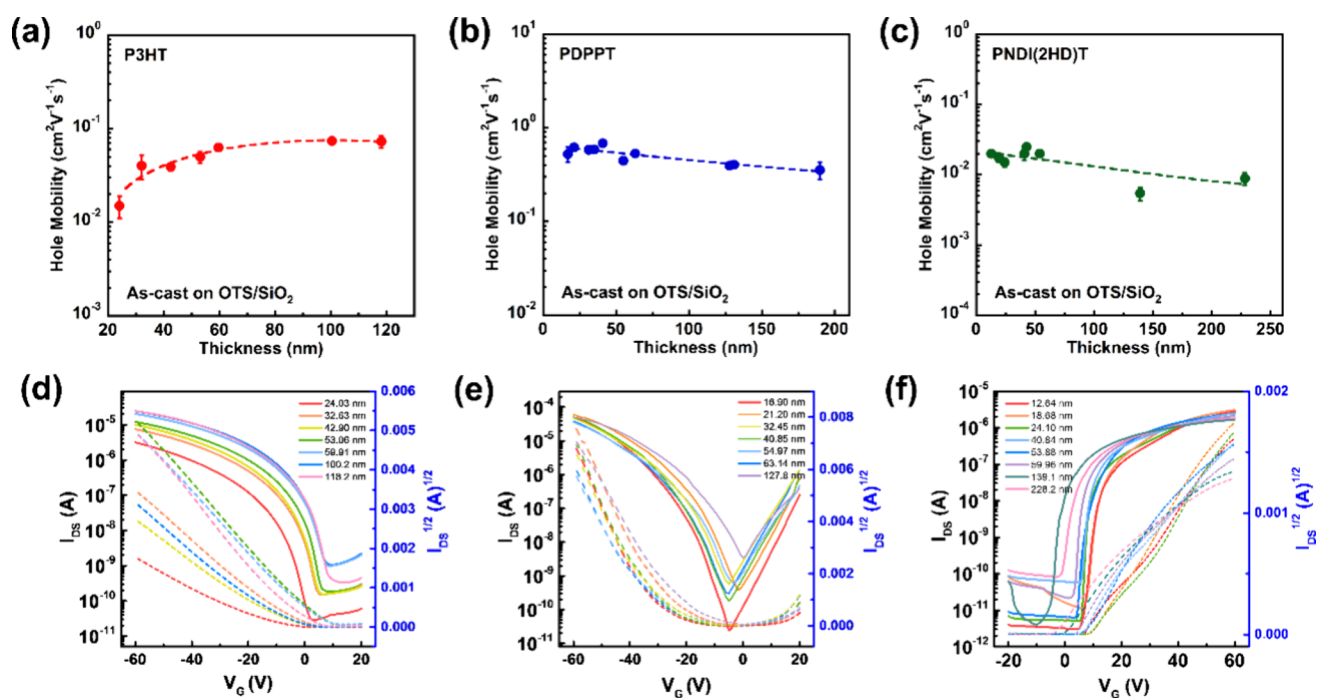 (a)
P3HT
Hole Mobility (cm²V⁻¹s⁻¹)
10⁰
10⁻¹
10⁻²
10⁻³
As-cast on OTS/SiO₂
20 40 60 80 100 120
Thickness (nm)
(b)
PDPPT
Hole Mobility (cm²V⁻¹s⁻¹)
10¹
10⁰
10⁻¹
10⁻²
As-cast on OTS/SiO₂
0 50 100 150 200
Thickness (nm)
(c)
PNDI(2HD)T
Hole Mobility (cm²V⁻¹s⁻¹)
10⁰
10⁻¹
10⁻²
10⁻³
10⁻⁴
As-cast on OTS/SiO₂
0 50 100 150 200 250
Thickness (nm)
(d)
I_DS (A)
10⁻⁴
10⁻⁵
10⁻⁶
10⁻⁷
10⁻⁸
10⁻⁹
10⁻¹⁰
10⁻¹¹
24.03 nm
32.63 nm
42.90 nm
53.06 nm
59.91 nm
100.2 nm
118.2 nm
0.006
0.005
0.004
0.003
0.002
0.001
0.000
I_DS^1/2 (A)^1/2
-60 -40 -20 0 20
V_G (V)
(e)
I_DS (A)
10⁻⁴
10⁻⁵
10⁻⁶
10⁻⁷
10⁻⁸
10⁻⁹
10⁻¹⁰
10⁻¹¹
16.90 nm
21.20 nm
32.45 nm
40.85 nm
54.97 nm
63.14 nm
127.8 nm
0.008
0.006
0.004
0.002
0.000
I_DS^1/2 (A)^1/2
-60 -40 -20 0 20
V_G (V)
(f)
I_DS (A)
10⁻⁵
10⁻⁶
10⁻⁷
10⁻⁸
10⁻⁹
10⁻¹⁰
10⁻¹¹
10⁻¹²
12.64 nm
18.68 nm
24.10 nm
40.84 nm
53.88 nm
59.96 nm
139.1 nm
228.2 nm
0.002
0.001
0.000
I_DS^1/2 (A)^1/2
-20 0 20 40 60
V_G (V)